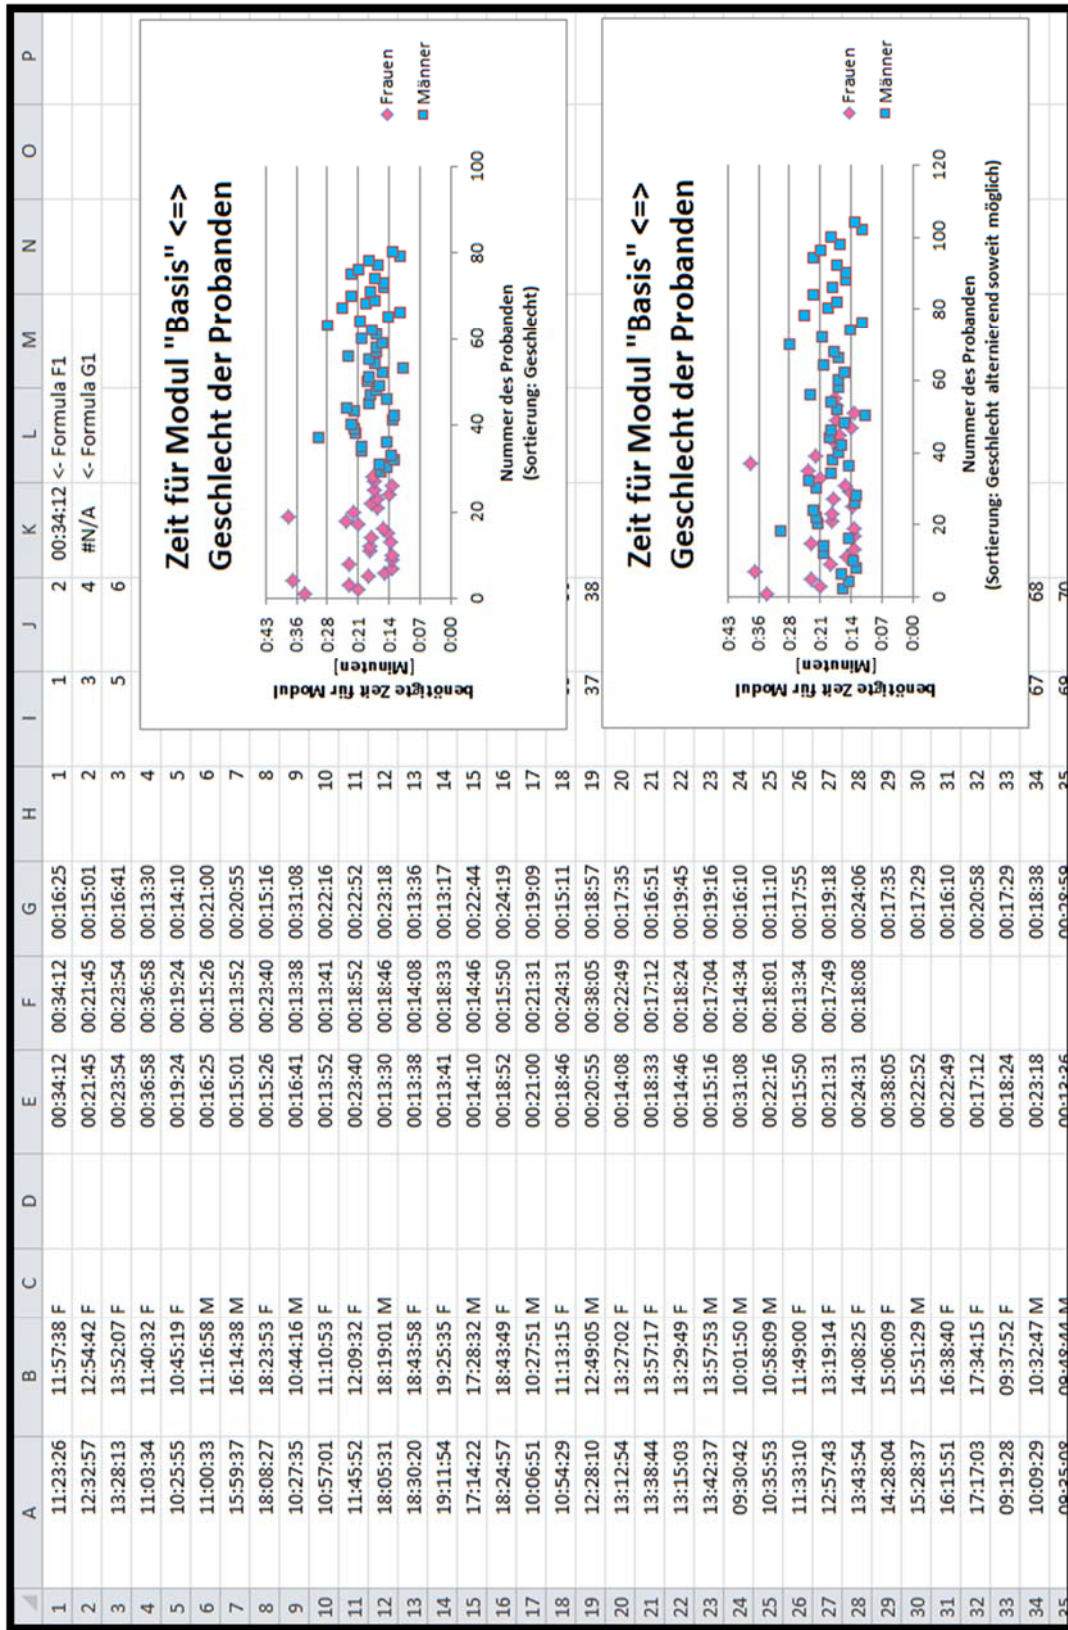 A B C D E F G H I J K L M N O P
1 11:23:26 11:57:38 F 00:34:12 00:34:12 00:16:25 1 1 2 00:34:12 <- Formula F1
2 12:32:57 12:54:42 F 00:21:45 00:21:45 00:15:01 2 3 4 #N/A <- Formula G1
3 13:28:13 13:52:07 F 00:23:54 00:23:54 00:16:41 3 5 6
4 11:03:34 11:40:32 F 00:36:58 00:36:58 00:13:30 4
5 10:25:55 10:45:19 F 00:19:24 00:19:24 00:14:10 5
6 11:00:33 11:16:58 M 00:16:25 00:15:26 00:21:00 6
7 15:59:37 16:14:38 M 00:15:01 00:13:52 00:20:55 7
8 18:08:27 18:23:53 F 00:15:26 00:23:40 00:15:16 8
9 10:27:35 10:44:16 M 00:16:41 00:13:38 00:31:08 9
10 10:57:01 11:10:53 F 00:13:52 00:13:41 00:22:16 10
11 11:45:52 12:09:32 F 00:23:40 00:18:52 00:22:52 11
12 18:05:31 18:19:01 M 00:13:30 00:18:46 00:23:18 12
13 18:30:20 18:43:58 F 00:13:38 00:14:08 00:13:36 13
14 19:11:54 19:25:35 F 00:13:41 00:18:33 00:13:17 14
15 17:14:22 17:28:32 M 00:14:10 00:14:46 00:22:44 15
16 18:24:57 18:43:49 F 00:18:52 00:15:50 00:24:19 16
17 10:06:51 10:27:51 M 00:21:00 00:21:31 00:19:09 17
18 10:54:29 11:13:15 F 00:18:46 00:24:31 00:15:11 18
19 12:28:10 12:49:05 M 00:20:55 00:38:05 00:18:57 19 37 38
20 13:12:54 13:27:02 F 00:14:08 00:22:49 00:17:35 20
21 13:38:44 13:57:17 F 00:18:33 00:17:12 00:16:51 21
22 13:15:03 13:29:49 F 00:14:46 00:18:24 00:19:45 22
23 13:42:37 13:57:53 M 00:15:16 00:17:04 00:19:16 23
24 09:30:42 10:01:50 M 00:31:08 00:14:34 00:16:10 24
25 10:35:53 10:58:09 M 00:22:16 00:18:01 00:11:10 25
26 11:33:10 11:49:00 F 00:15:50 00:13:34 00:17:55 26
27 12:57:43 13:19:14 F 00:21:31 00:17:49 00:19:18 27
28 13:43:54 14:08:25 F 00:24:31 00:18:08 00:24:06 28
29 14:28:04 15:06:09 F 00:38:05 00:17:35 29
30 15:28:37 15:51:29 M 00:22:52 00:17:29 30
31 16:15:51 16:38:40 F 00:22:49 00:16:10 31
32 17:17:03 17:34:15 F 00:17:12 00:20:58 32
33 09:19:28 09:37:52 F 00:18:24 00:17:29 33
34 10:09:29 10:32:47 M 00:23:18 00:18:38 34 67 68
35
Zeit für Modul "Basis" <=>
Geschlecht der Probanden
benötigte Zeit für Modul
[Minuten]
0:43
0:36
0:28
0:21
0:14
0:07
0:00
0 20 40 60 80 100
Nummer des Probanden
(Sortierung: Geschlecht)
Frauen
Männer
Zeit für Modul "Basis" <=>
Geschlecht der Probanden
benötigte Zeit für Modul
[Minuten]
0:43
0:36
0:28
0:21
0:14
0:07
0:00
0 20 40 60 80 100 120
Nummer des Probanden
(Sortierung: Geschlecht alternierend soweit möglich)
Frauen
Männer